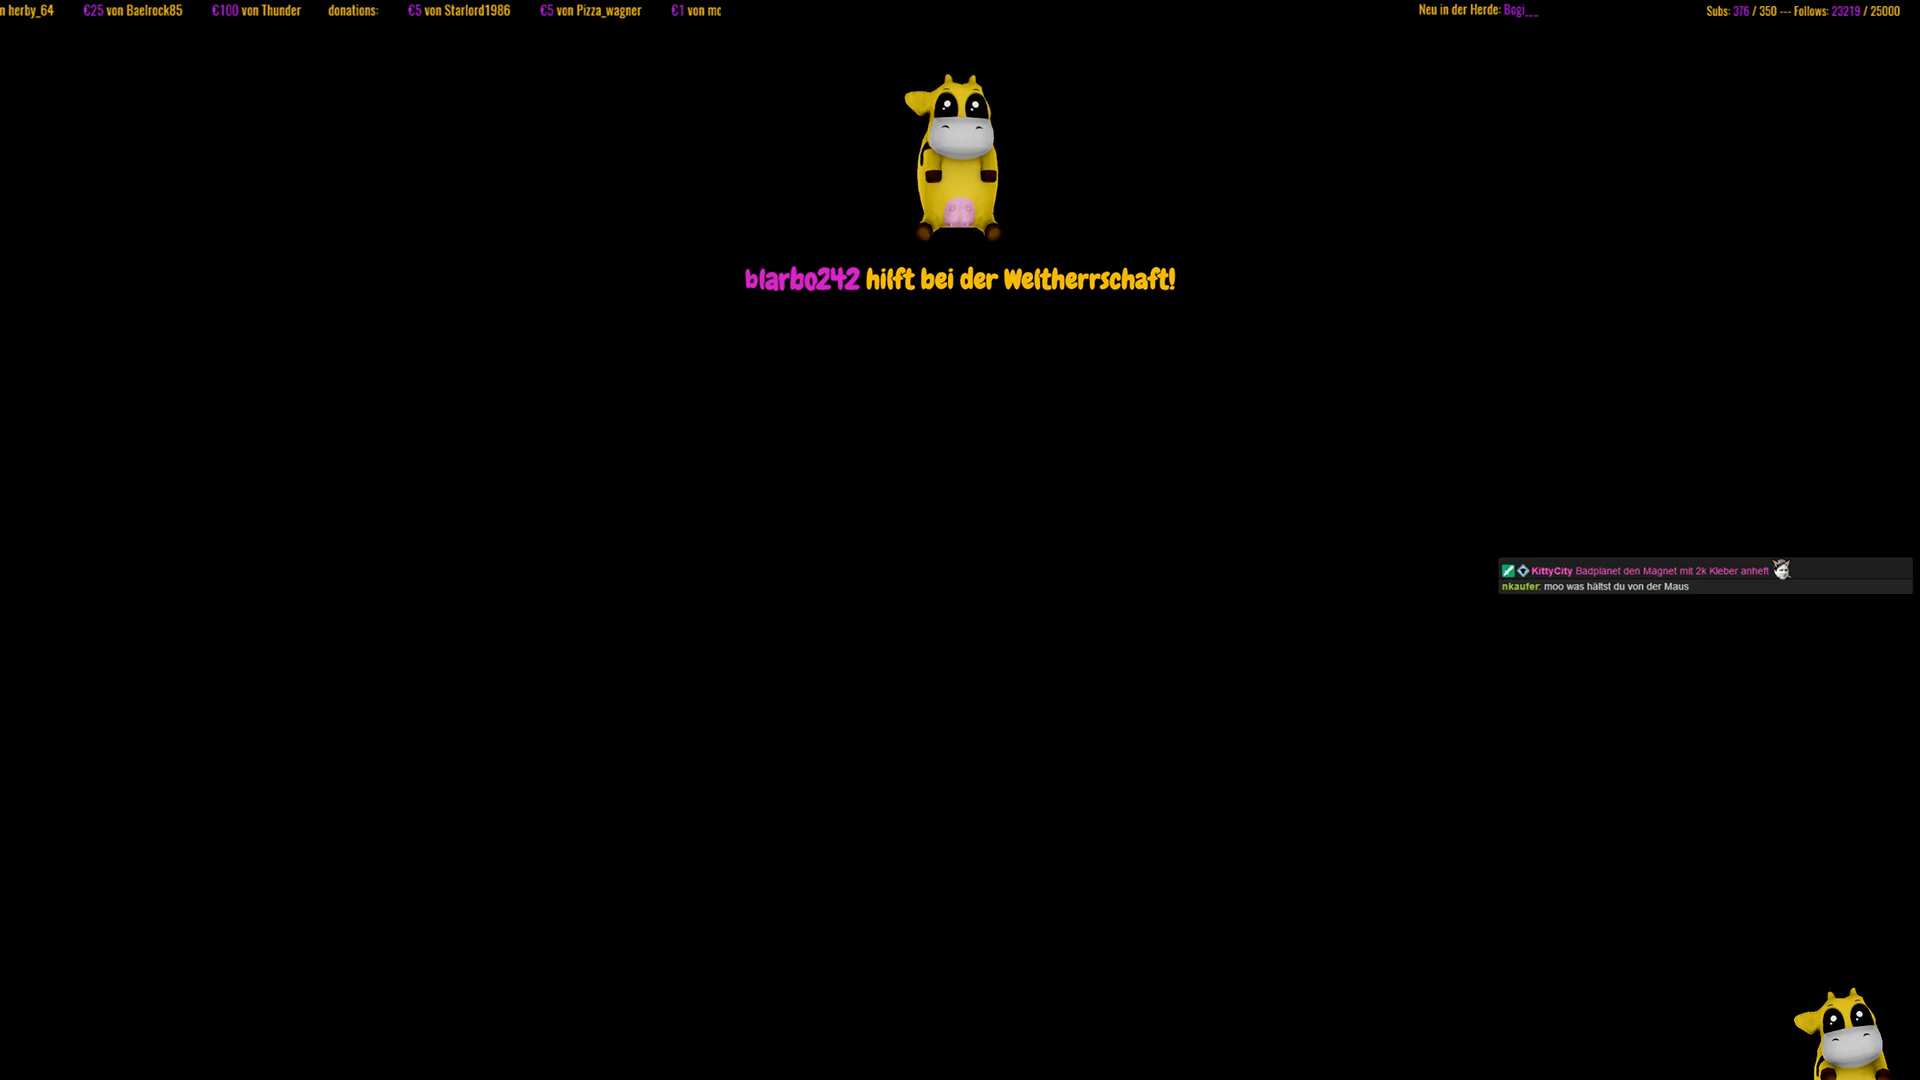 n herby_64 €25 von Baelrock85 €100 von Thunder donations: €5 von Starlord1986 €5 von Pizza_wagner €1 von mc
Neu in der Herde: Bogi___
Subs: 376 / 350 --- Follows: 23219 / 25000
blarbo242 hilft bei der Weltherrschaft!
KittyCity Badplanet den Magnet mit 2k Kleber anheft
nkaufer: moo was hältst du von der Maus